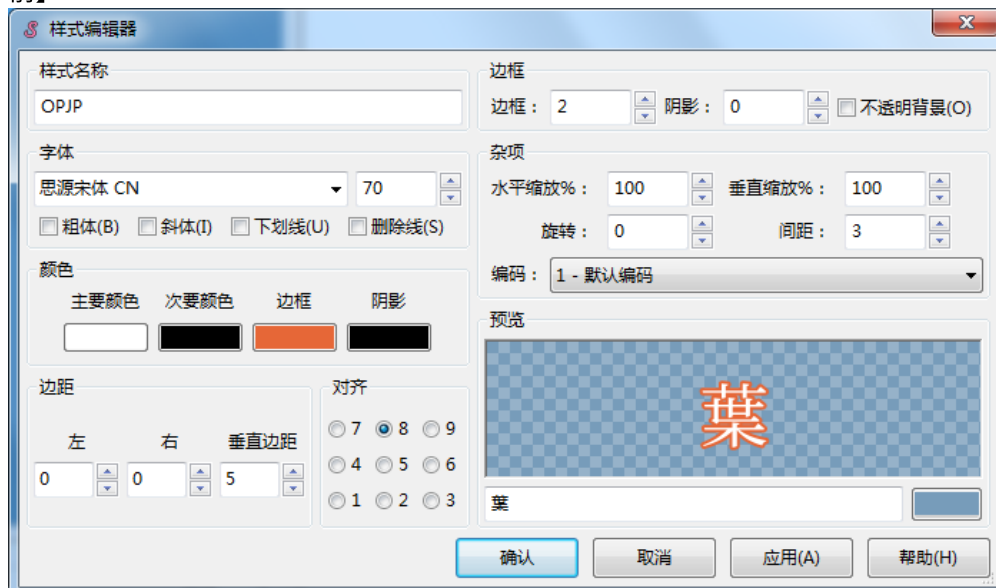 样式编辑器
样式名称
OPJP
字体
思源宋体 CN 70
粗体(B) 斜体(I) 下划线(U) 删除线(S)
颜色
主要颜色 次要颜色 边框 阴影
边距
左 右 垂直边距
0 0 5
对齐
7 8 9
4 5 6
1 2 3
边框
边框： 2 阴影： 0 不透明背景(O)
杂项
水平缩放%： 100 垂直缩放%： 100
旋转： 0 间距： 3
编码： 1 - 默认编码
预览
葉
葉
确认 取消 应用(A) 帮助(H)